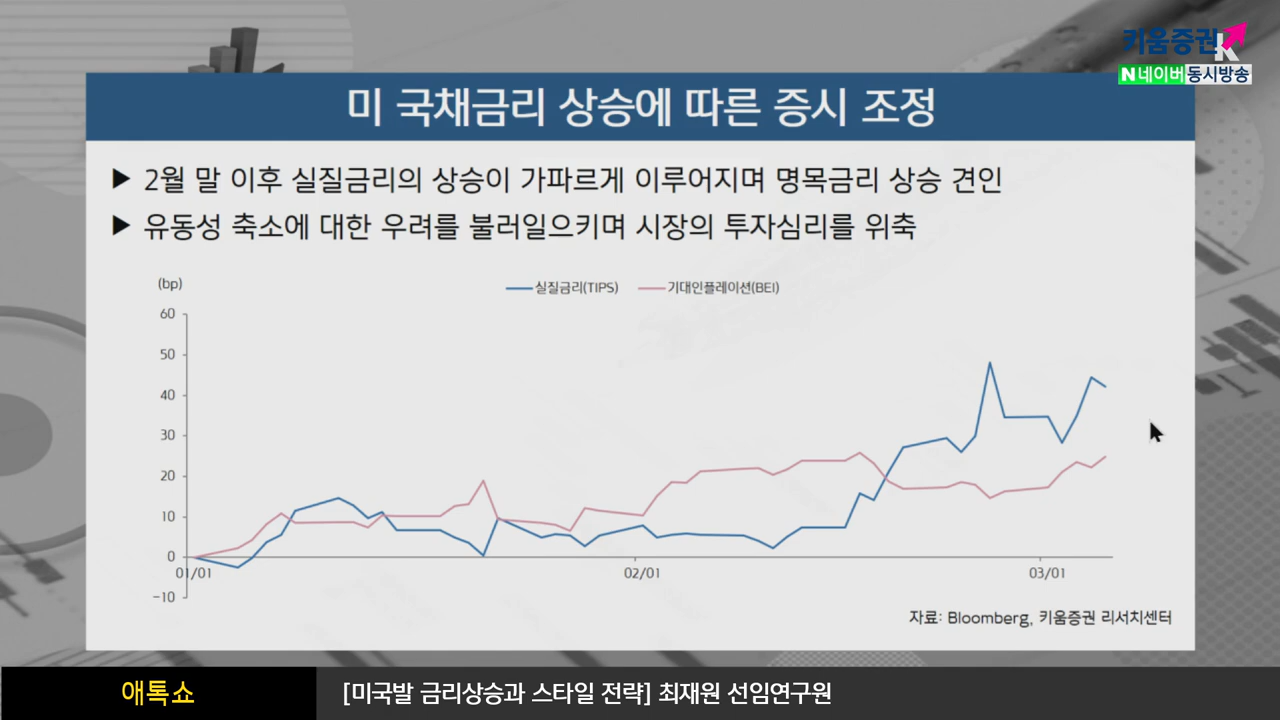 키움증권
N 네이버 동시방송
미 국채금리 상승에 따른 증시 조정
▶ 2월 말 이후 실질금리의 상승이 가파르게 이루어지며 명목금리 상승 견인
▶ 유동성 축소에 대한 우려를 불러일으키며 시장의 투자심리를 위축
(bp)
실질금리(TIPS) 기대인플레이션(BEI)
60
50
40
30
20
10
0
-10
01/01 02/01 03/01
자료: Bloomberg, 키움증권 리서치센터
애톡쇼
[미국발 금리상승과 스타일 전략] 최재원 선임연구원